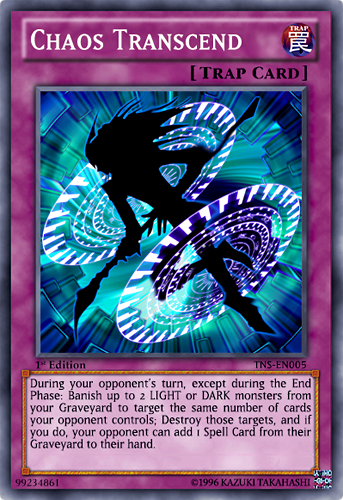 CHAOS TRANSCEND
TRAP
罠
[TRAP CARD]
1st Edition
TNS-EN005
During your opponent's turn, except during the End
Phase: Banish up to 2 LIGHT or DARK monsters from
your Graveyard to target the same number of cards
your opponent controls; Destroy those targets, and if
you do, your opponent can add 1 Spell Card from their
Graveyard to their hand.
99234861
©1996 KAZUKI TAKAHASHI